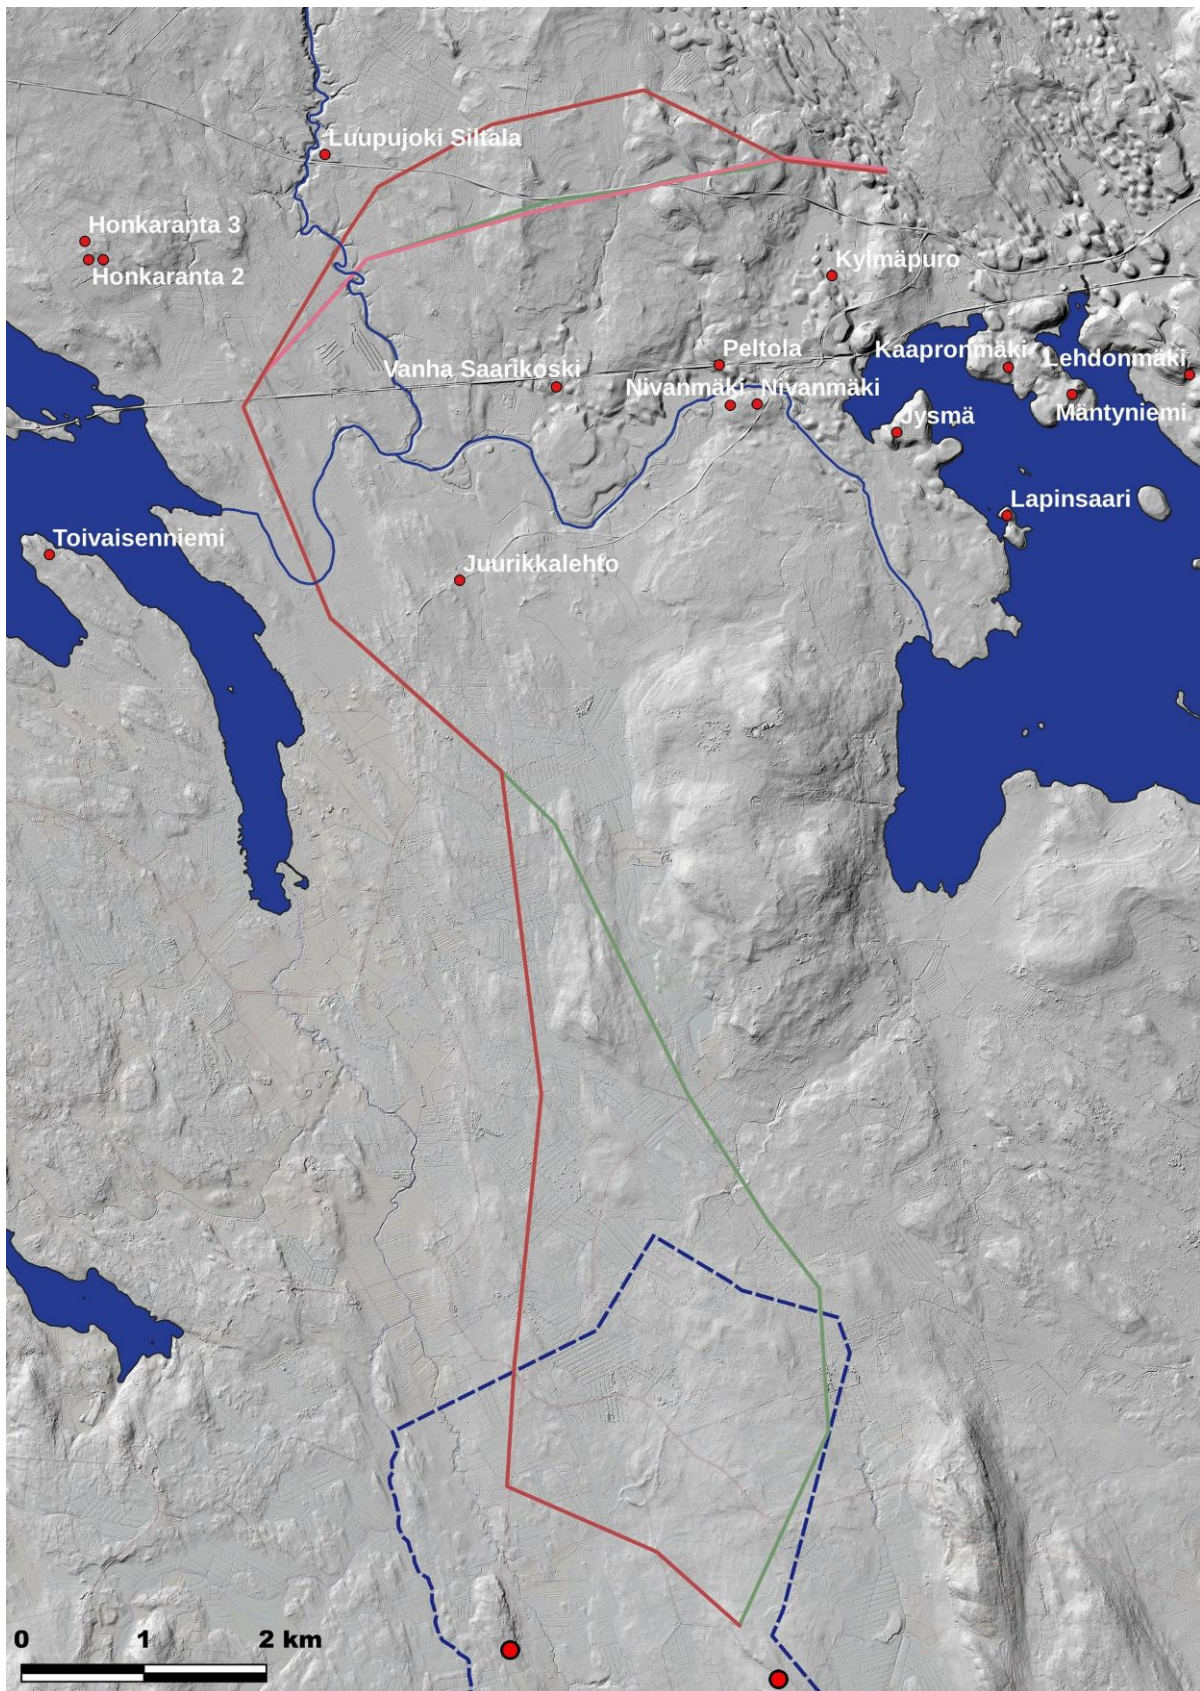 Luupujoki Siltala
Honkaranta 3
Honkaranta 2
Kylmäpuro
Peltola
Kaapronmäki
Lehdonmäki
Vanha Saarikoski
Nivanmäki
Nivanmäki
Mäntyniemi
Jysmä
Lapinsaari
Toivaisenniemi
Juurikkalehto
0 1 2 km